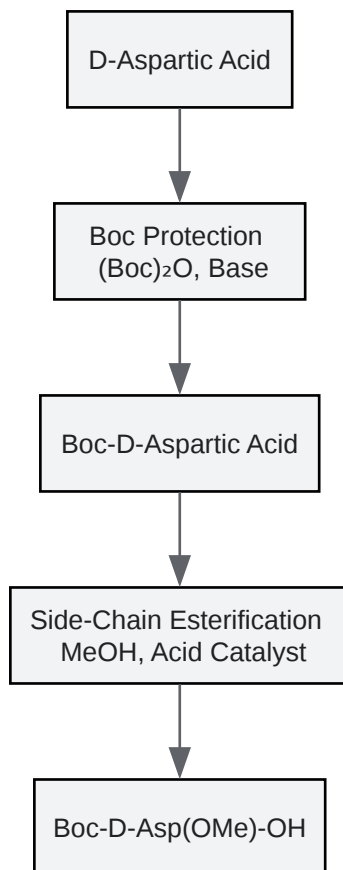 D-Aspartic Acid
Boc Protection
(Boc)₂O, Base
Boc-D-Aspartic Acid
Side-Chain Esterification
MeOH, Acid Catalyst
Boc-D-Asp(OMe)-OH